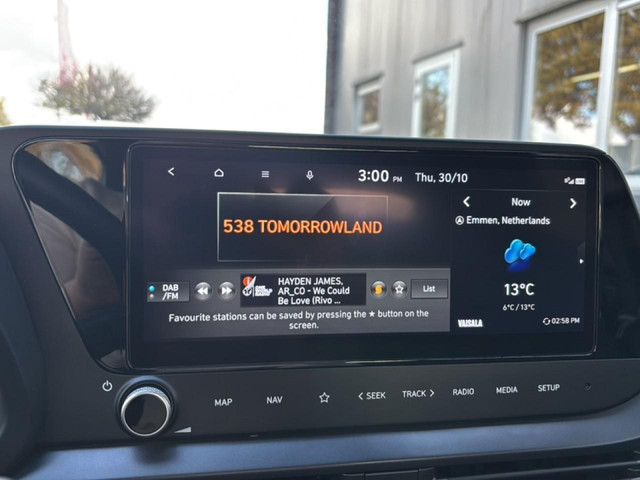 3:00 PM Thu, 30/10
538 TOMORROWLAND
Now
Emmen, Netherlands
13°C
6°C / 13°C
VAISALA
02:58 PM
DAB
/FM
HAYDEN JAMES,
AR_CO - We Could
Be Love (Rivo ...
List
Favourite stations can be saved by pressing the ★ button on the
screen.
MAP
NAV
< SEEK
TRACK >
RADIO
MEDIA
SETUP